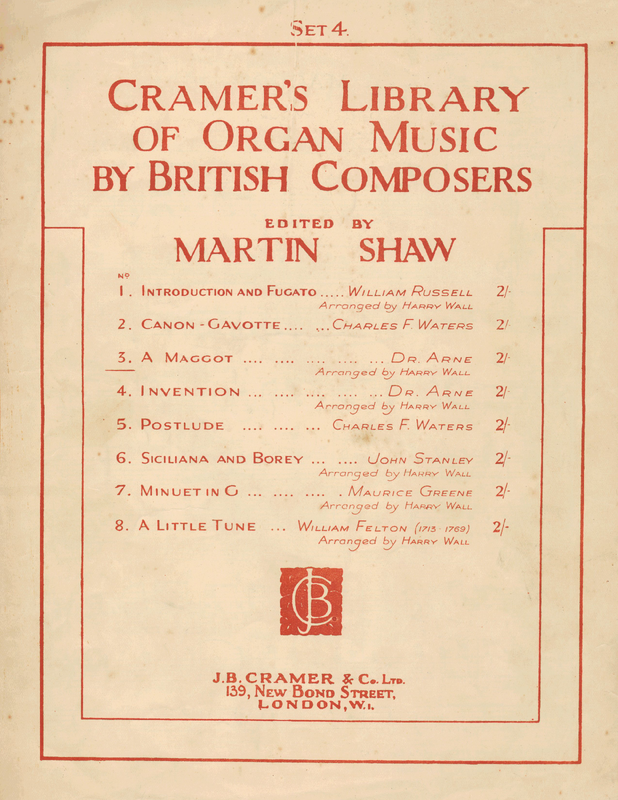 SET 4.
CRAMER'S LIBRARY
OF ORGAN MUSIC
BY BRITISH COMPOSERS
EDITED BY
MARTIN SHAW
No
1. INTRODUCTION AND FUGATO ..... WILLIAM RUSSELL 2/-
Arranged by HARRY WALL
2. CANON-GAVOTTE .... ... CHARLES F. WATERS 2/-
3. A MAGGOT .... .... .... .... ... DR. ARNE 2/-
Arranged by HARRY WALL
4. INVENTION ... .... .... .... ... DR. ARNE 2/-
Arranged by HARRY WALL
5. POSTLUDE .... .... ... CHARLES F. WATERS 2/-
6. SICILIANA AND BOREY ... .... JOHN STANLEY 2/-
Arranged by HARRY WALL
7. MINUET IN G ... .... .... . MAURICE GREENE 2/-
Arranged by HARRY WALL
8. A LITTLE TUNE ... WILLIAM FELTON (1713-1769) 2/-
Arranged by HARRY WALL
JBC
J.B. CRAMER & Co. LTD.
139, NEW BOND STREET,
LONDON, W.1.